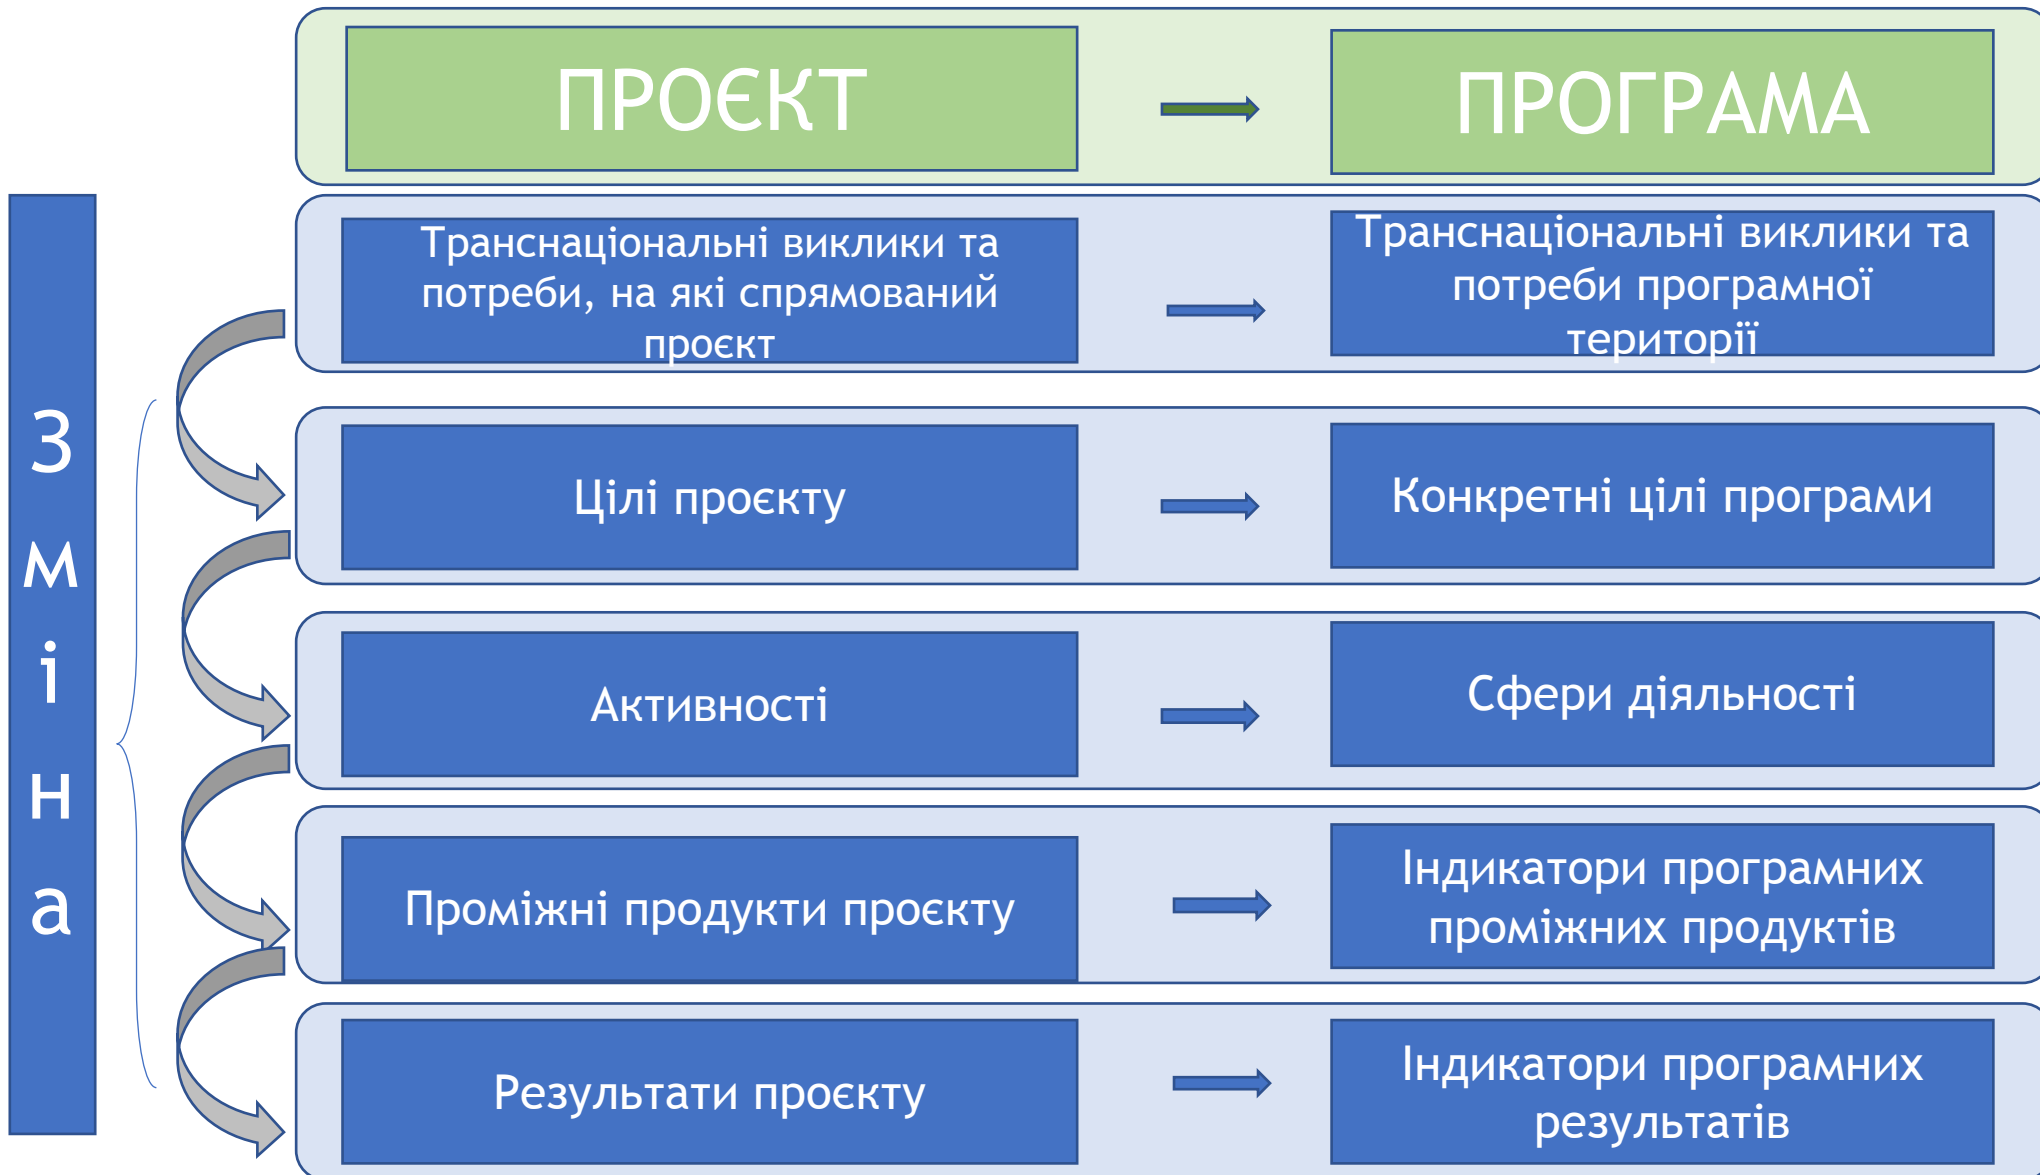 ПРОЄКТ
ПРОГРАМА
Зміна
Транснаціональні виклики та
потреби, на які спрямований
проєкт
Транснаціональні виклики та
потреби програмної
території
Цілі проєкту
Конкретні цілі програми
Активності
Сфери діяльності
Проміжні продукти проєкту
Індикатори програмних
проміжних продуктів
Результати проєкту
Індикатори програмних
результатів